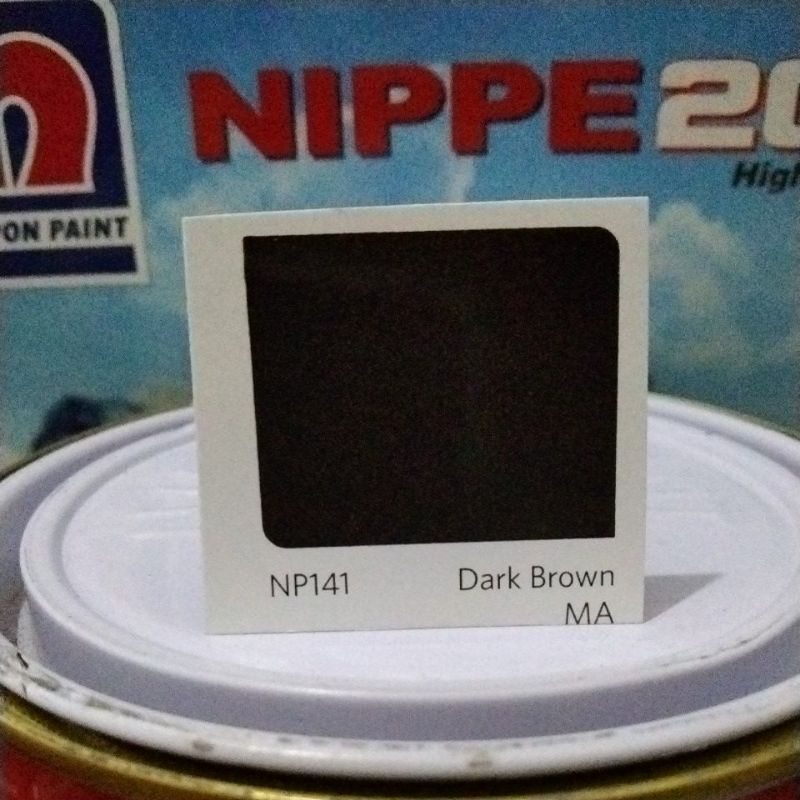 NIPPE 20
High
PON PAINT
NP141
Dark Brown
MA